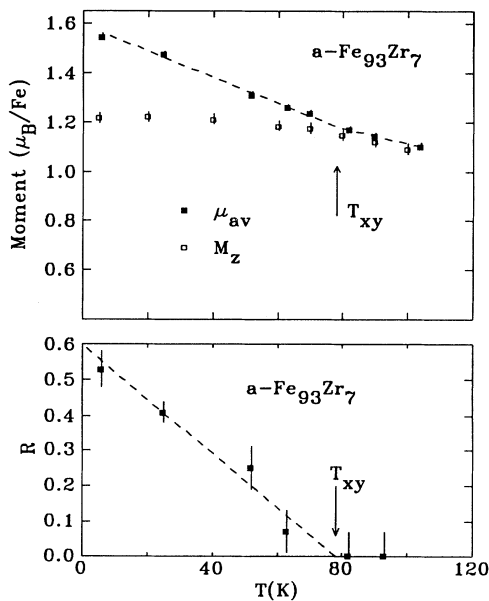 1.6
a-Fe93Zr7
1.4
Moment (μB/Fe)
1.2
1.0
Txy
μav
0.8
Mz
0.6
0.6
a-Fe93Zr7
0.5
0.4
R
0.3
Txy
0.2
0.1
0.0
0
40
80
120
T(K)